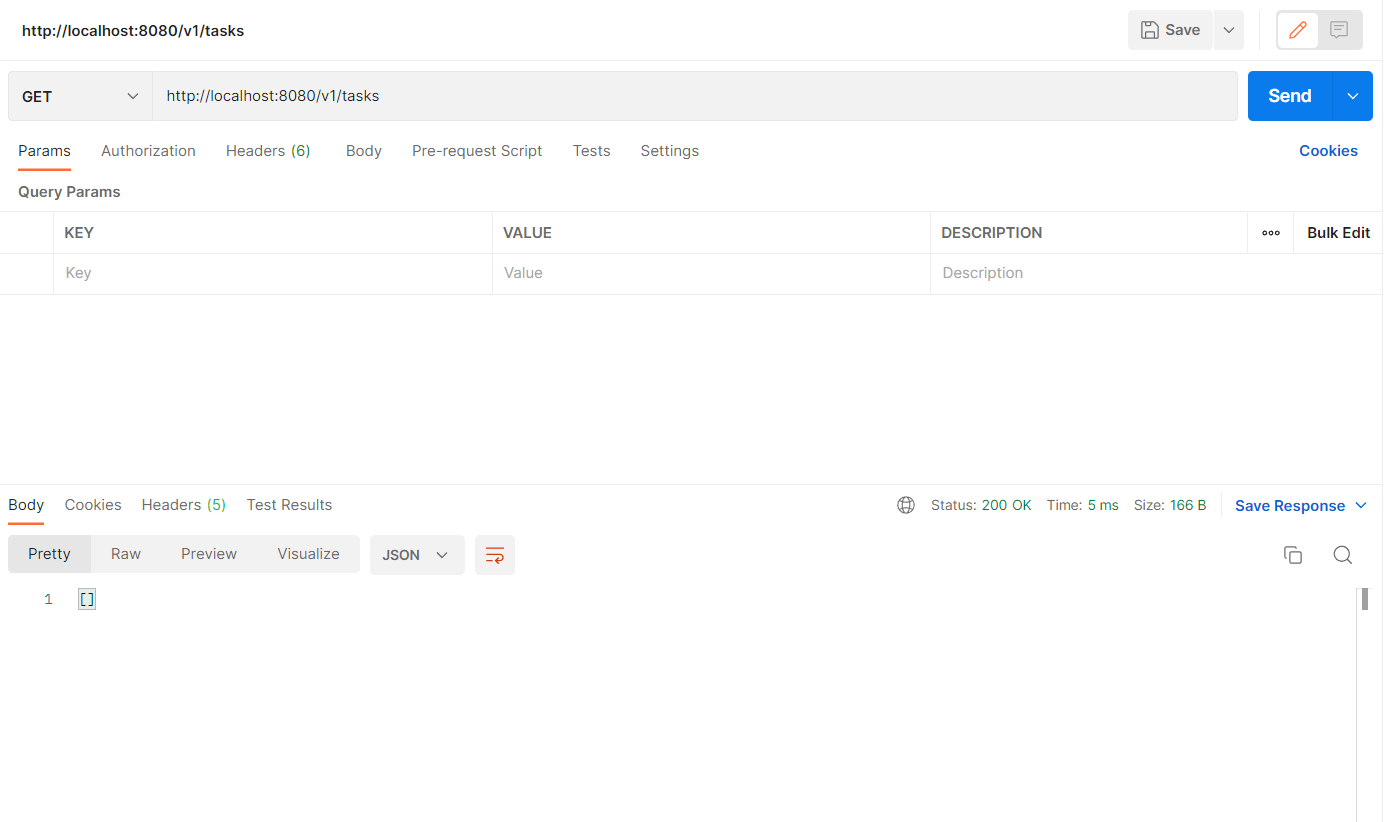 http://localhost:8080/v1/tasks Save
GET http://localhost:8080/v1/tasks Send
Params Authorization Headers (6) Body Pre-request Script Tests Settings Cookies
Query Params
KEY VALUE DESCRIPTION Bulk Edit
Key Value Description
Body Cookies Headers (5) Test Results Status: 200 OK Time: 5 ms Size: 166 B Save Response
Pretty Raw Preview Visualize JSON
1 []